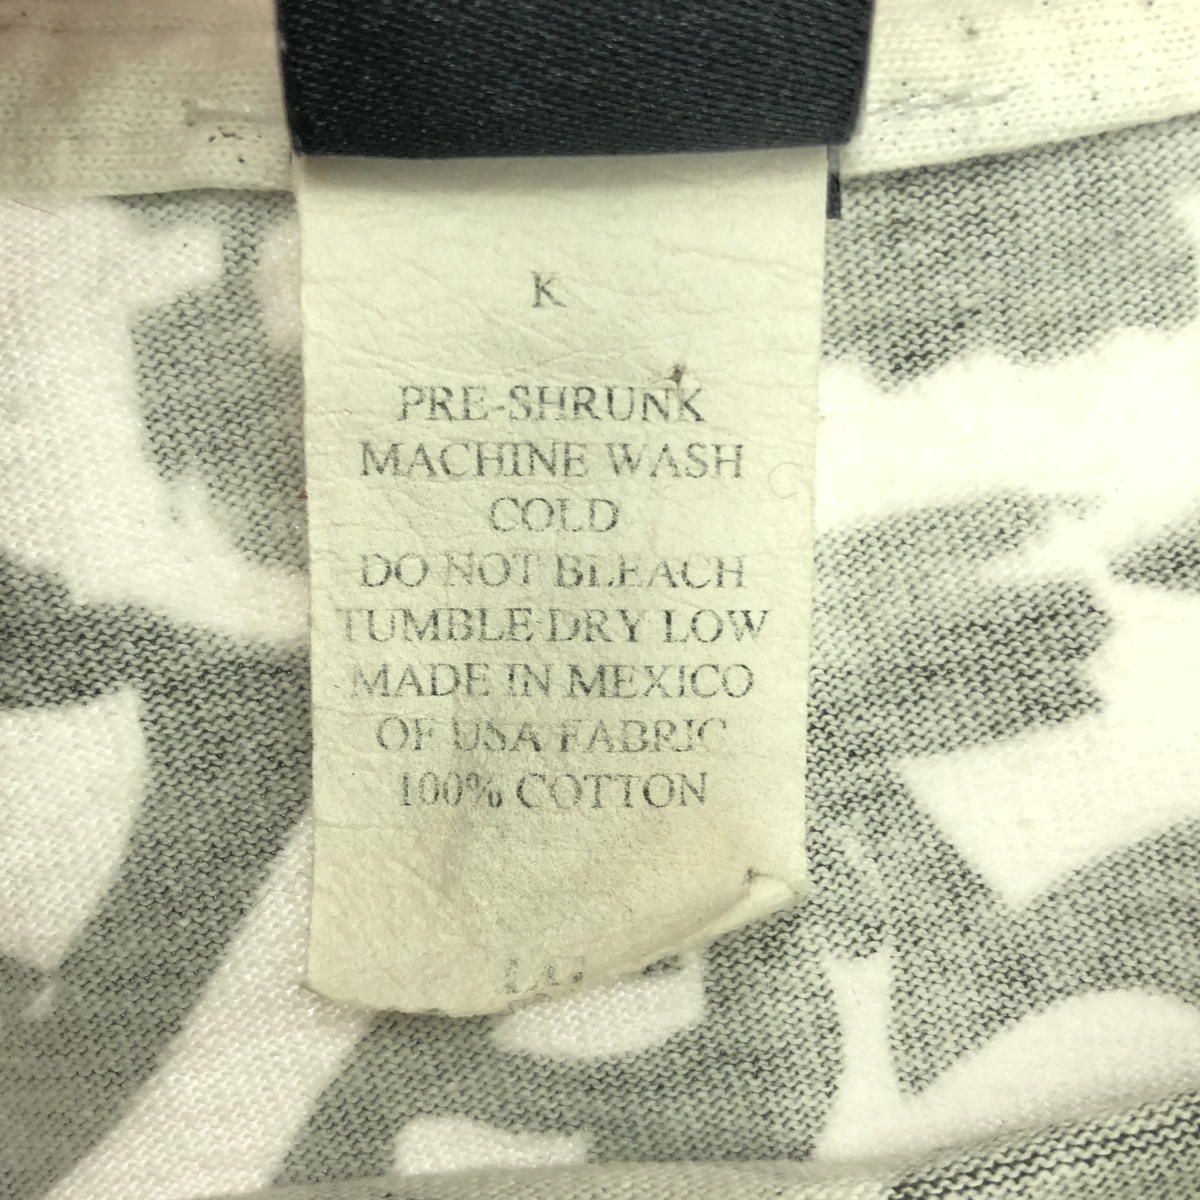 K
PRE-SHRUNK
MACHINE WASH
COLD
DO NOT BLEACH
TUMBLE DRY LOW
MADE IN MEXICO
OF USA FABRIC
100% COTTON